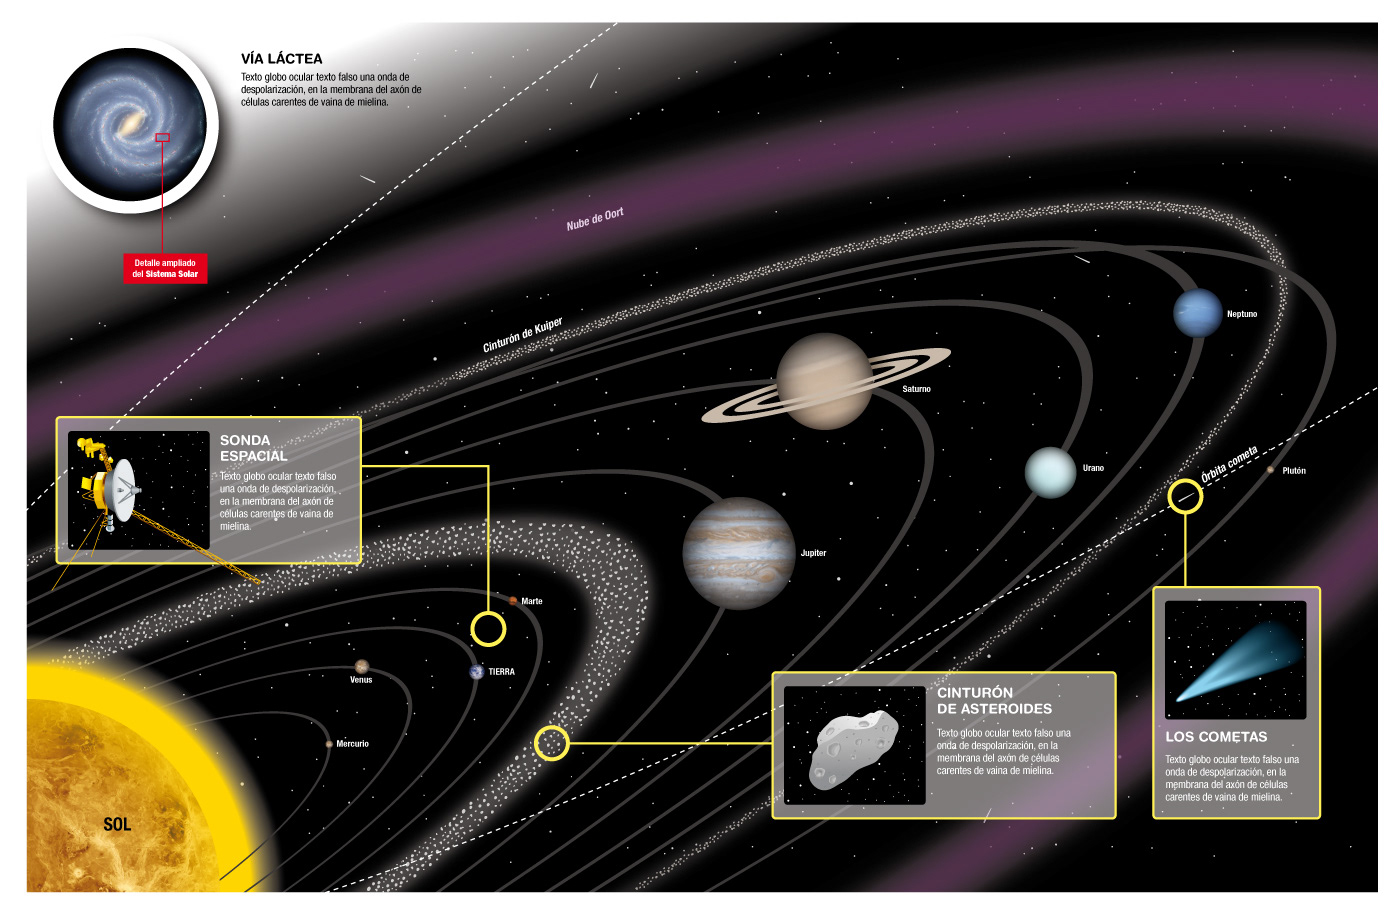 VÍA LÁCTEA
Texto globo ocular texto falso una onda de
despolarización, en la membrana del axón de
células carentes de vaina de mielina.
Detalle ampliado
del Sistema Solar
Nube de Oort
Cinturón de Kuiper
Neptuno
Saturno
Urano
Órbita cometa
Plutón
SONDA
ESPACIAL
Texto globo ocular texto falso
una onda de despolarización,
en la membrana del axón de
células carentes de vaina de
mielina.
Jupiter
Marte
TIERRA
Venus
Mercurio
SOL
CINTURÓN
DE ASTEROIDES
Texto globo ocular texto falso una
onda de despolarización, en la
membrana del axón de células
carentes de vaina de mielina.
LOS COMETAS
Texto globo ocular texto falso una
onda de despolarización, en la
membrana del axón de células
carentes de vaina de mielina.